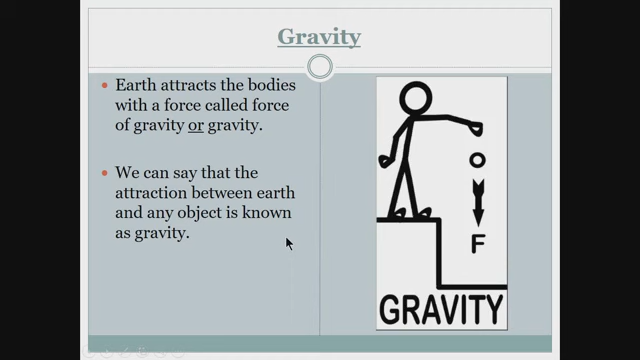 Gravity
Earth attracts the bodies
with a force called force
of gravity or gravity.
We can say that the
attraction between earth
and any object is known
as gravity.
F
GRAVITY